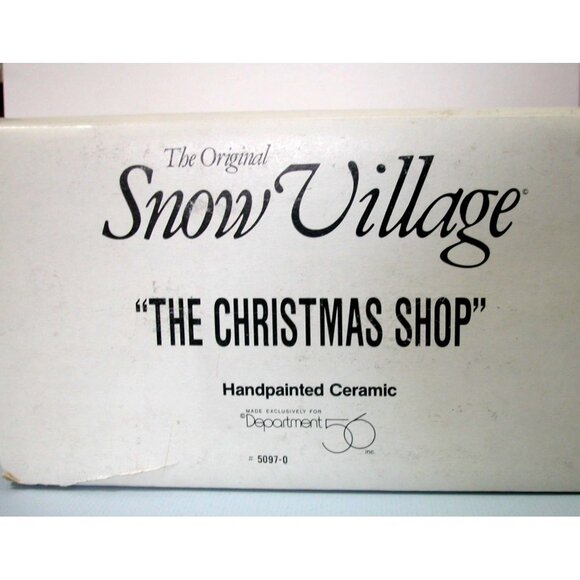 The Original
Snow Village©
"THE CHRISTMAS SHOP"
Handpainted Ceramic
MADE EXCLUSIVELY FOR
©Department 56 inc.
# 5097-0